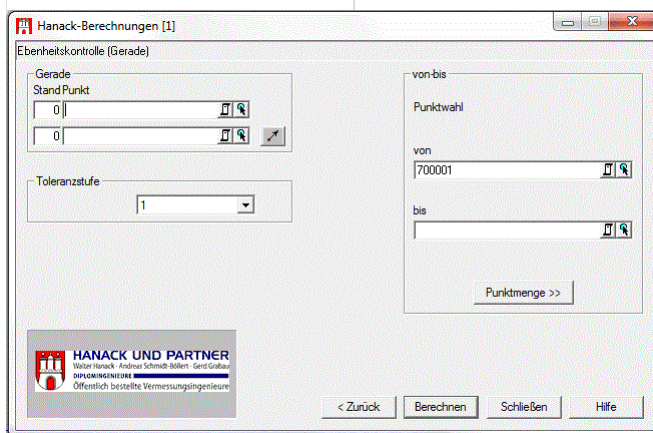 Hanack-Berechnungen [1]
Ebenheitskontrolle (Gerade)
Gerade
Stand Punkt
0
0
Toleranzstufe
1
von-bis
Punktwahl
von
700001
bis
Punktmenge >>
HANACK UND PARTNER
Walter Hanack · Andreas Schmidt-Böllert · Gerd Grabau
DIPLOMINGENIEURE
Öffentlich bestellte Vermessungsingenieure
< Zurück
Berechnen
Schließen
Hilfe